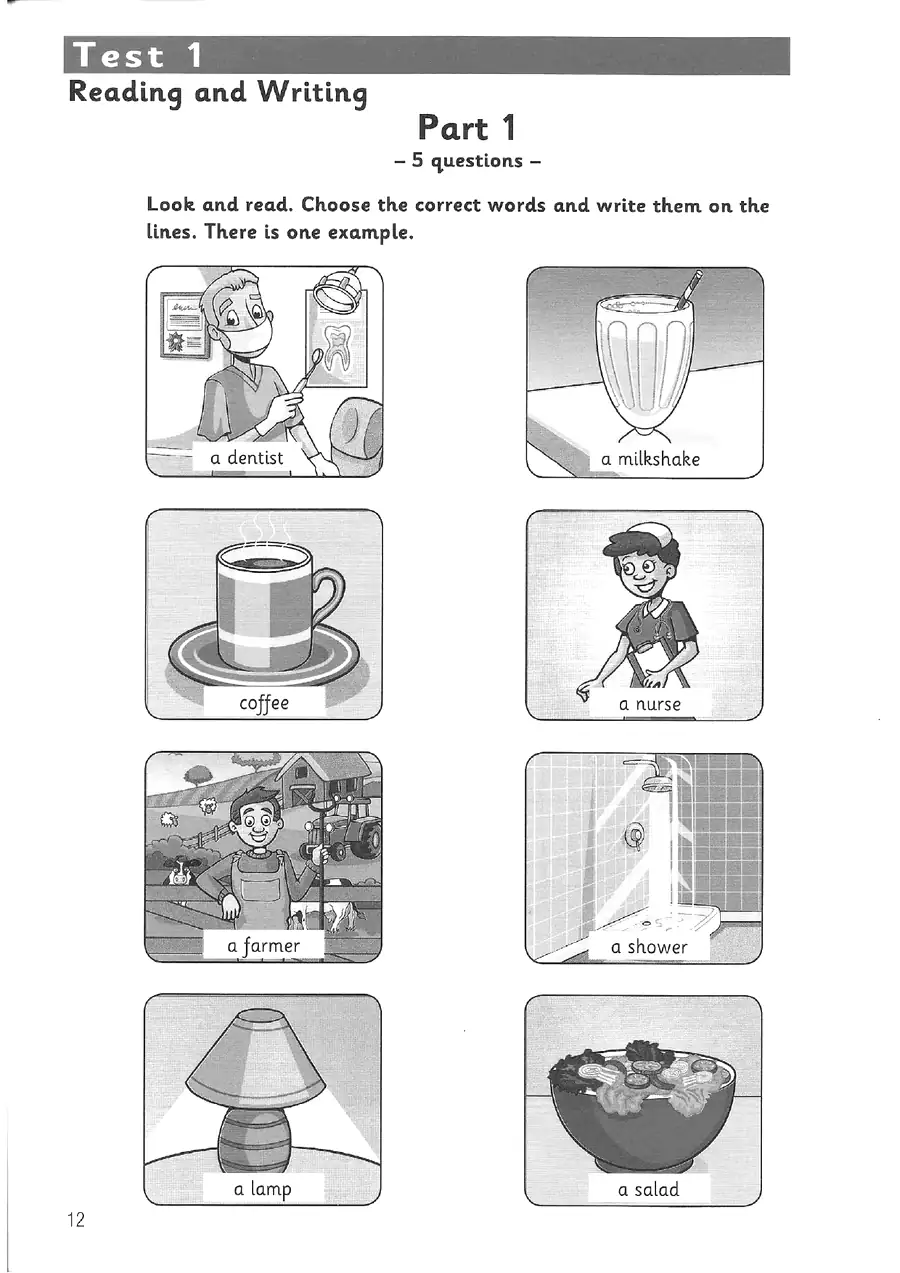 Test 1
Reading and Writing
Part 1
– 5 questions –
Look and read. Choose the correct words and write them on the
lines. There is one example.
a dentist
a milkshake
coffee
a nurse
a farmer
a shower
a lamp
a salad
12